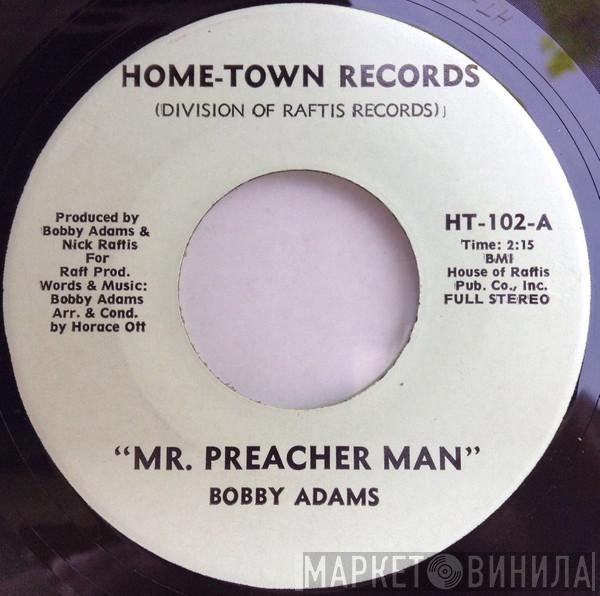 HOME-TOWN RECORDS
(DIVISION OF RAFTIS RECORDS)
Produced by
Bobby Adams &
Nick Raftis
For
Raft Prod.
Words & Music:
Bobby Adams
Arr. & Cond.
by Horace Ott
HT-102-A
Time: 2:15
BMI
House of Raftis
Pub. Co., Inc.
FULL STEREO
"MR. PREACHER MAN"
BOBBY ADAMS
МАРКЕТ ВИНИЛА